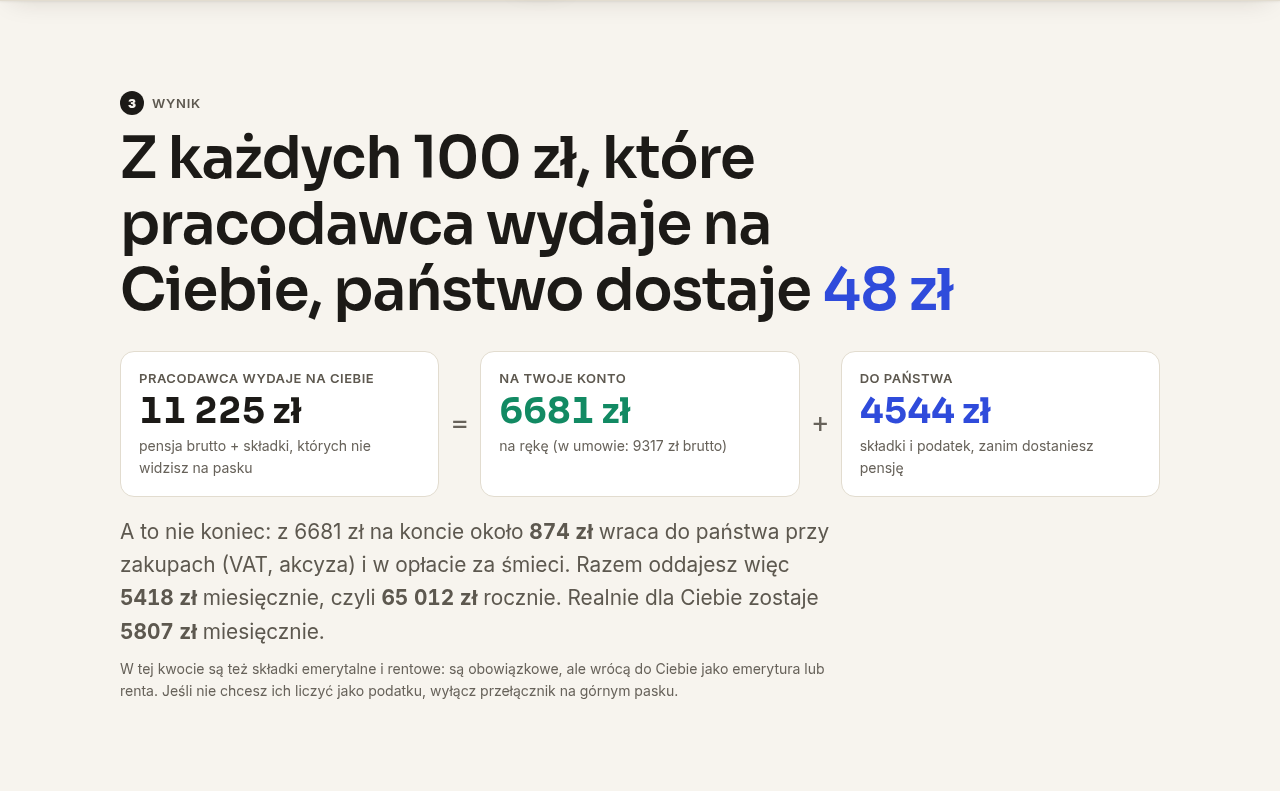 3 WYNIK
Z każdych 100 zł, które
pracodawca wydaje na
Ciebie, państwo dostaje 48 zł
PRACODAWCA WYDAJE NA CIEBIE
11 225 zł
pensja brutto + składki, których nie
widzisz na pasku
=
NA TWOJE KONTO
6681 zł
na rękę (w umowie: 9317 zł brutto)
+
DO PAŃSTWA
4544 zł
składki i podatek, zanim dostaniesz
pensję
A to nie koniec: z 6681 zł na koncie około 874 zł wraca do państwa przy
zakupach (VAT, akcyza) i w opłacie za śmieci. Razem oddajesz więc
5418 zł miesięcznie, czyli 65 012 zł rocznie. Realnie dla Ciebie zostaje
5807 zł miesięcznie.
W tej kwocie są też składki emerytalne i rentowe: są obowiązkowe, ale wrócą do Ciebie jako emerytura lub
renta. Jeśli nie chcesz ich liczyć jako podatku, wyłącz przełącznik na górnym pasku.